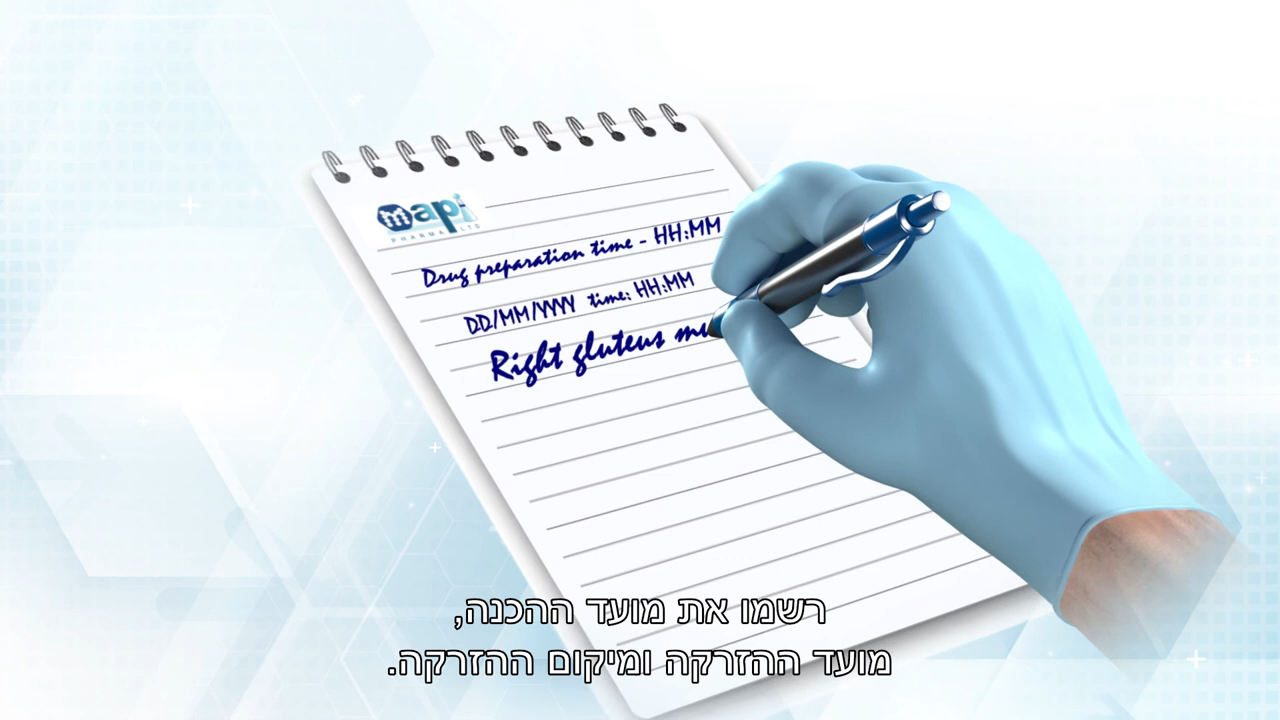 mapi
PHARMA LTD
Drug preparation time - HH:MM
DD/MM/YYYY time: HH:MM
Right gluteus mu
רשמו את מועד ההכנה,
מועד ההזרקה ומיקום ההזרקה.